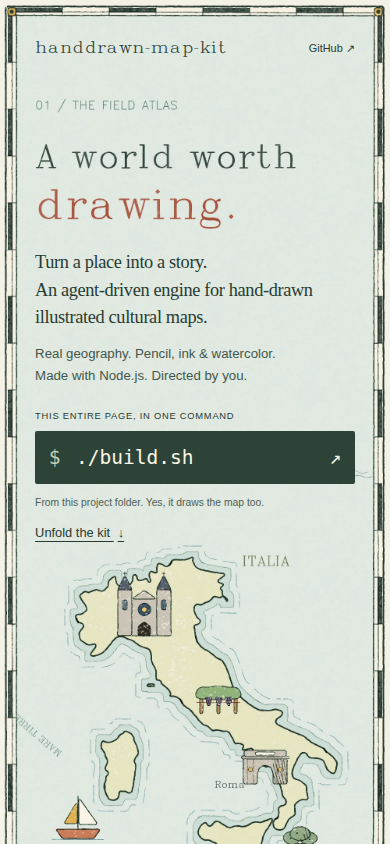 handdrawn-map-kit
GitHub ↗
01 / THE FIELD ATLAS
A world worth
drawing.
Turn a place into a story.
An agent-driven engine for hand-drawn
illustrated cultural maps.
Real geography. Pencil, ink & watercolor.
Made with Node.js. Directed by you.
THIS ENTIRE PAGE, IN ONE COMMAND
$ ./build.sh ↗
From this project folder. Yes, it draws the map too.
Unfold the kit ↓
ITALIA
MARE
Roma